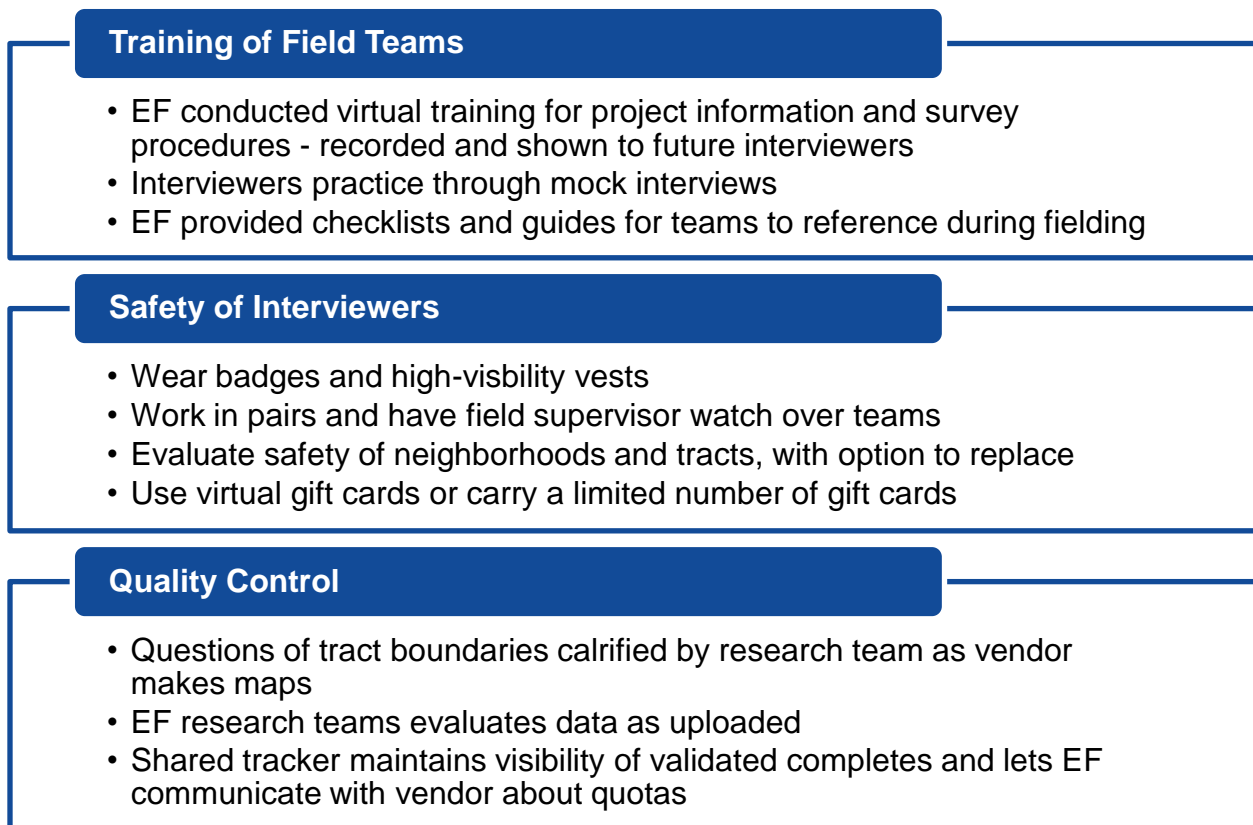 Training of Field Teams
• EF conducted virtual training for project information and survey
procedures - recorded and shown to future interviewers
• Interviewers practice through mock interviews
• EF provided checklists and guides for teams to reference during fielding
Safety of Interviewers
• Wear badges and high-visbility vests
• Work in pairs and have field supervisor watch over teams
• Evaluate safety of neighborhoods and tracts, with option to replace
• Use virtual gift cards or carry a limited number of gift cards
Quality Control
• Questions of tract boundaries calrified by research team as vendor
makes maps
• EF research teams evaluates data as uploaded
• Shared tracker maintains visibility of validated completes and lets EF
communicate with vendor about quotas